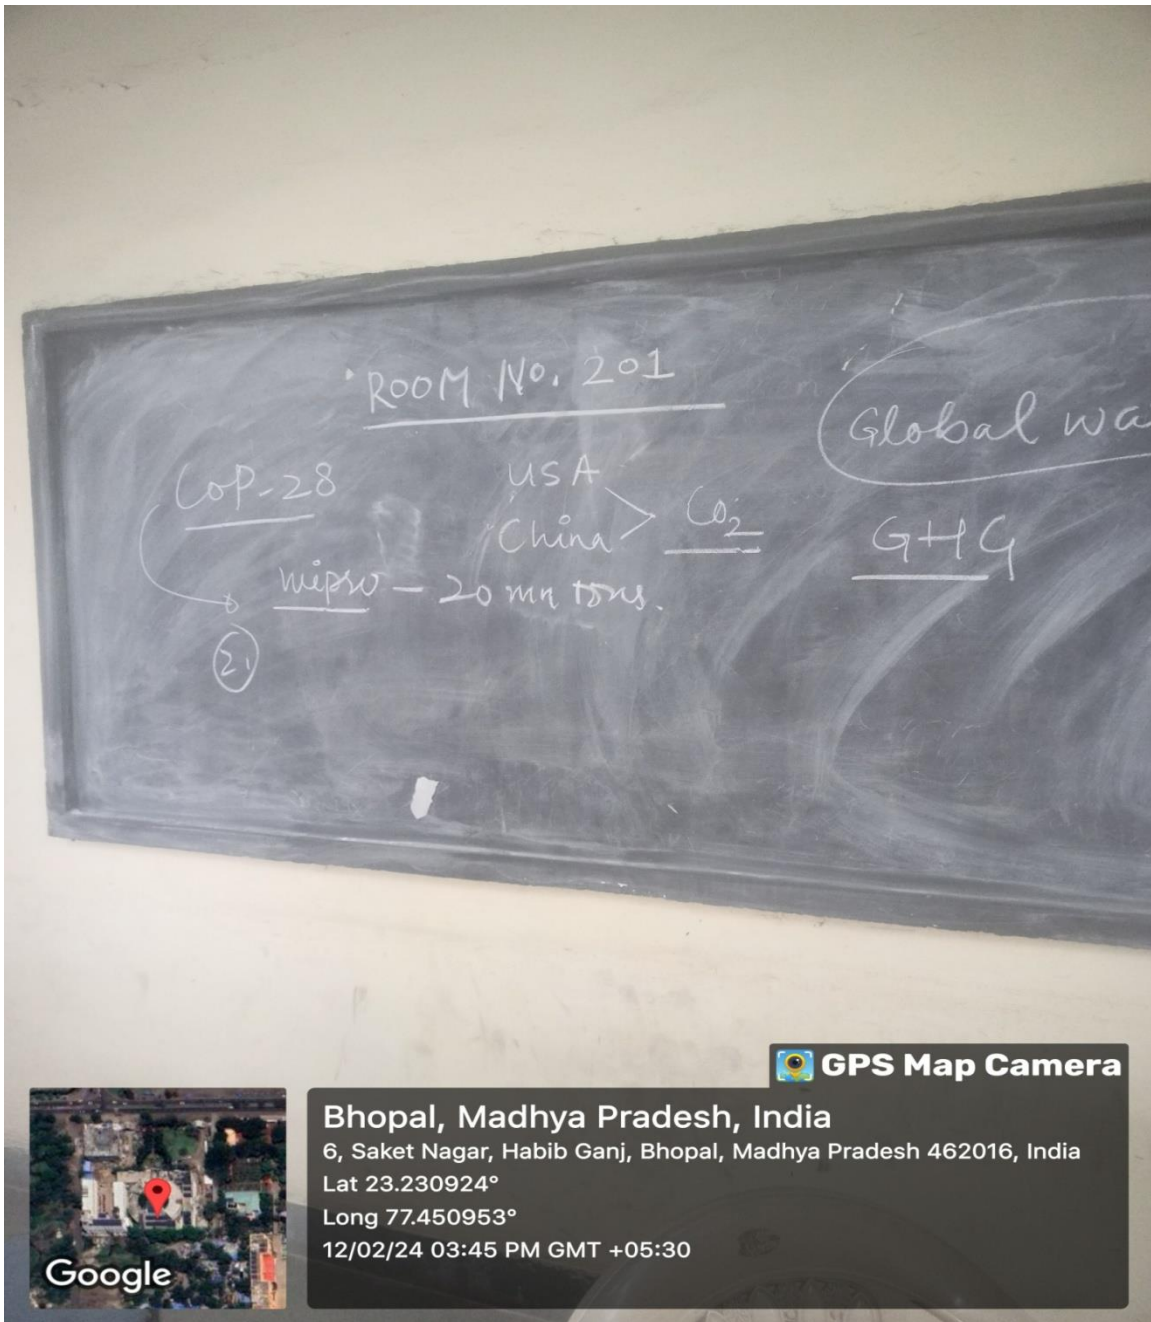 ROOM No. 201
CoP-28
USA
China
CO2
20 mn tons.
Global wa
GHG
GPS Map Camera
Bhopal, Madhya Pradesh, India
6, Saket Nagar, Habib Ganj, Bhopal, Madhya Pradesh 462016, India
Lat 23.230924°
Long 77.450953°
12/02/24 03:45 PM GMT +05:30
Google